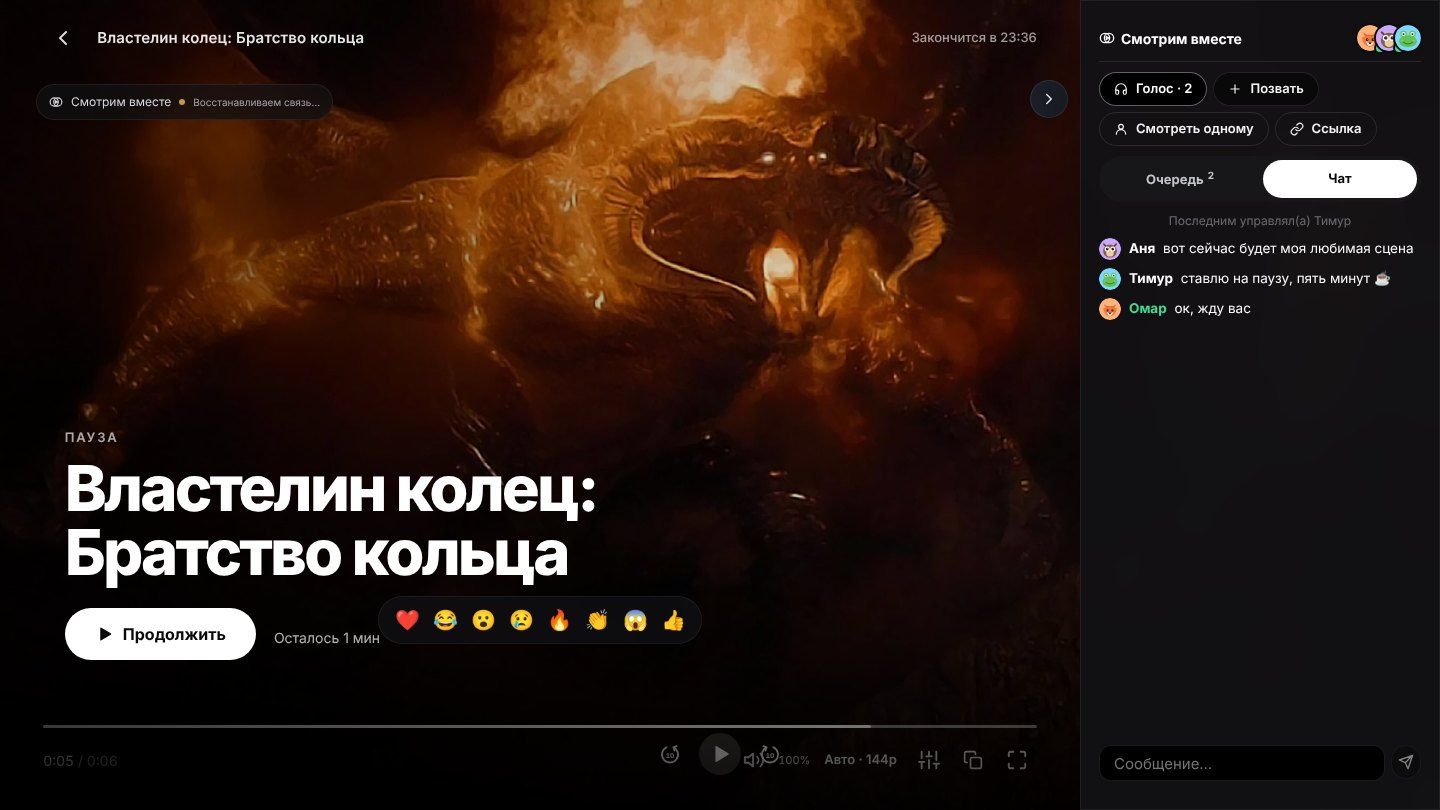 Властелин колец: Братство кольца
Закончится в 23:36
Смотрим вместе
Восстанавливаем связь...
ПАУЗА
Властелин колец:
Братство кольца
Продолжить
Осталось 1 мин
❤️ 😂 😮 😢 🔥 👏 😱 👍
0:05 / 0:06
10
10
100%
Авто · 144p
Смотрим вместе
Голос · 2
Позвать
Смотреть одному
Ссылка
Очередь 2
Чат
Последним управлял(а) Тимур
Аня вот сейчас будет моя любимая сцена
Тимур ставлю на паузу, пять минут ☕
Омар ок, жду вас
Сообщение...